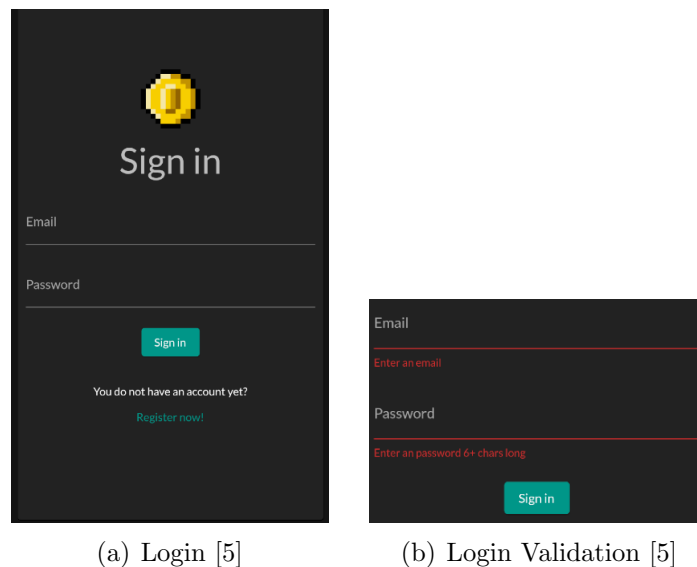 Sign in
Email
Password
Sign in
You do not have an account yet?
Register now!
(a) Login [5]
Email
Enter an email
Password
Enter an password 6+ chars long
Sign in
(b) Login Validation [5]